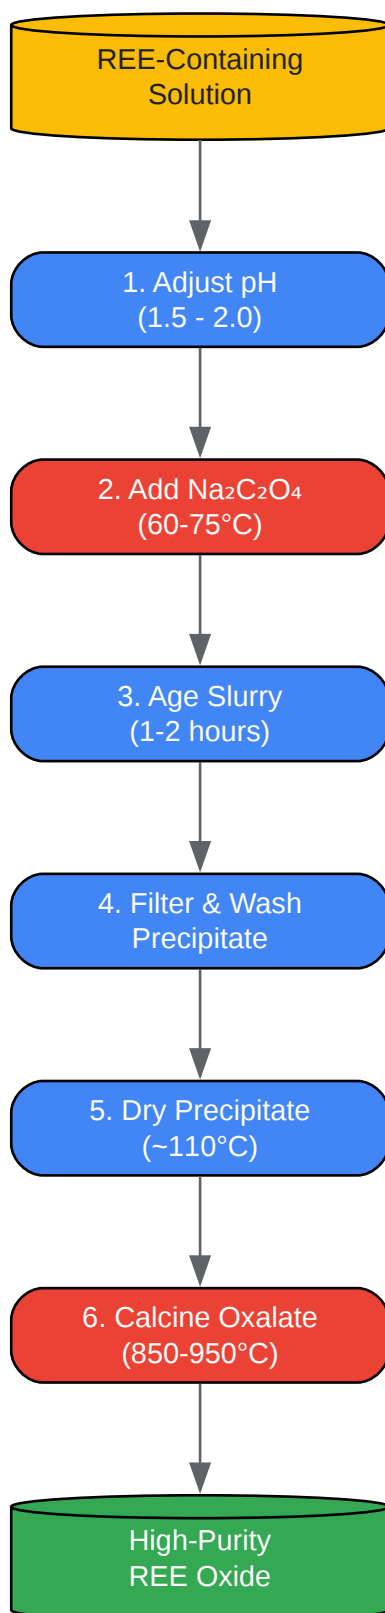 REE-Containing
Solution
1. Adjust pH
(1.5 - 2.0)
2. Add Na₂C₂O₄
(60-75°C)
3. Age Slurry
(1-2 hours)
4. Filter & Wash
Precipitate
5. Dry Precipitate
(~110°C)
6. Calcine Oxalate
(850-950°C)
High-Purity
REE Oxide